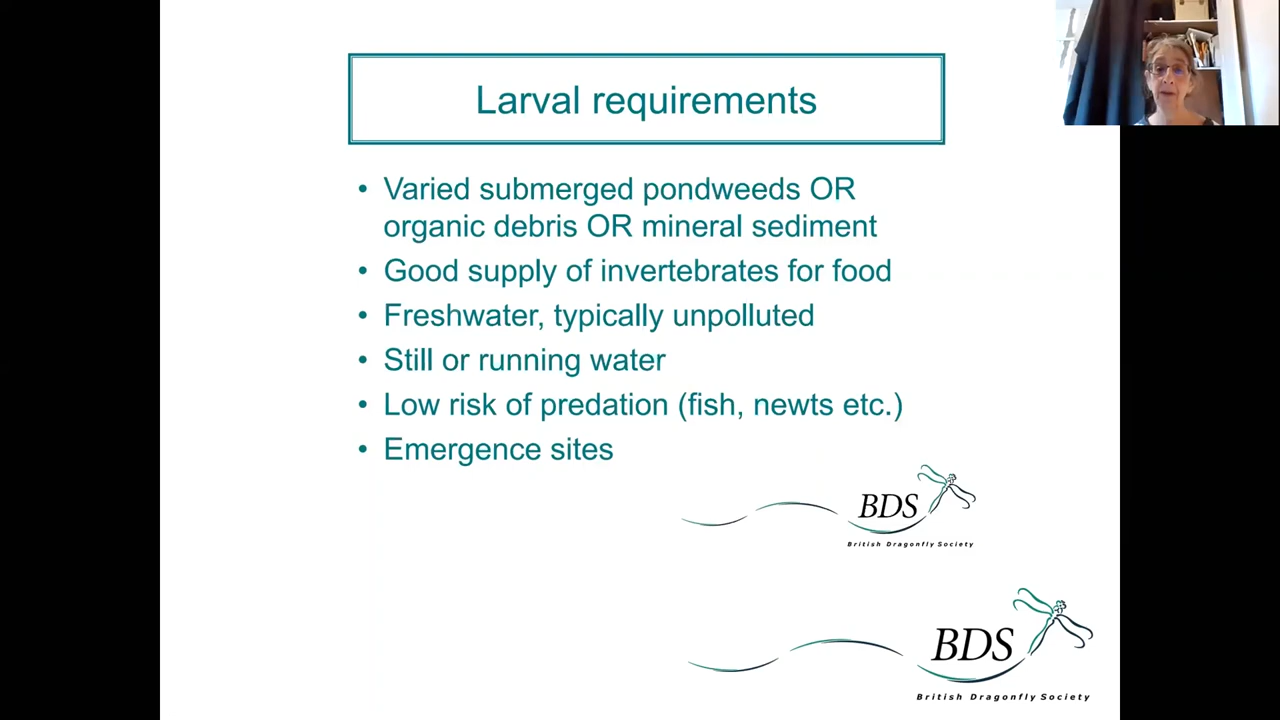 Larval requirements
• Varied submerged pondweeds OR
organic debris OR mineral sediment
• Good supply of invertebrates for food
• Freshwater, typically unpolluted
• Still or running water
• Low risk of predation (fish, newts etc.)
• Emergence sites
BDS
British Dragonfly Society
BDS
British Dragonfly Society